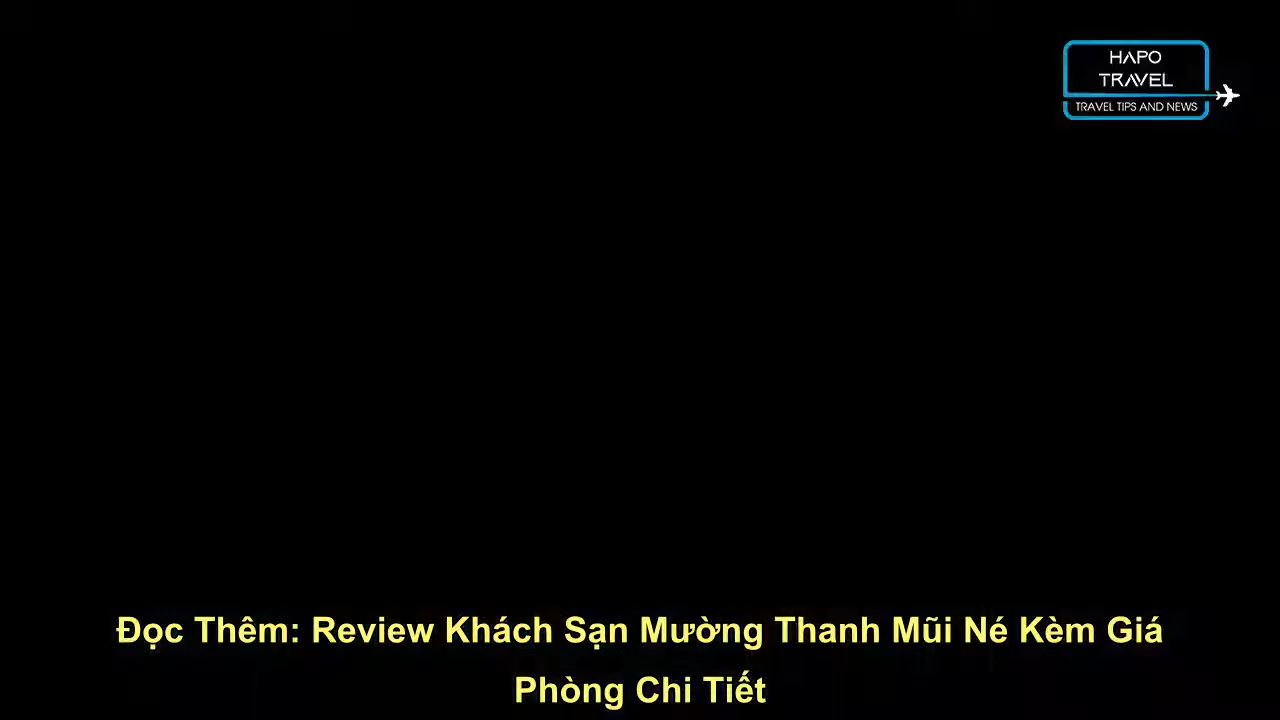 HAPO
TRAVEL
TRAVEL TIPS AND NEWS
Đọc Thêm: Review Khách Sạn Mường Thanh Mũi Né Kèm Giá
Phòng Chi Tiết